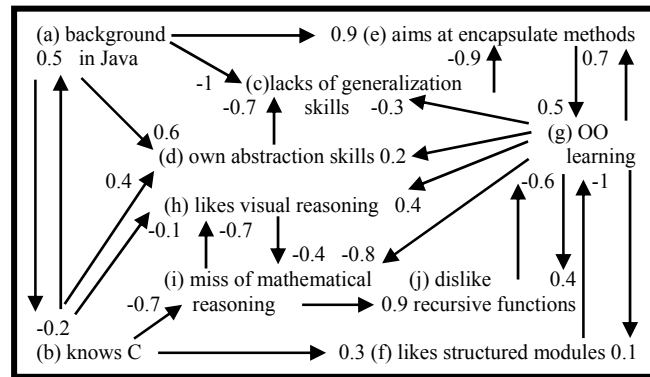 (a) background 0.9 (e) aims at encapsulate methods
0.5 in Java -0.9 0.7
-1 (c)lacks of generalization
-0.7 skills -0.3 0.5
0.6 (g) OO
(d) own abstraction skills 0.2 learning
0.4 -0.6 -1
(h) likes visual reasoning 0.4
-0.1 -0.7
-0.4 -0.8
(i) miss of mathematical (j) dislike 0.4
-0.7 reasoning 0.9 recursive functions
-0.2
(b) knows C 0.3 (f) likes structured modules 0.1